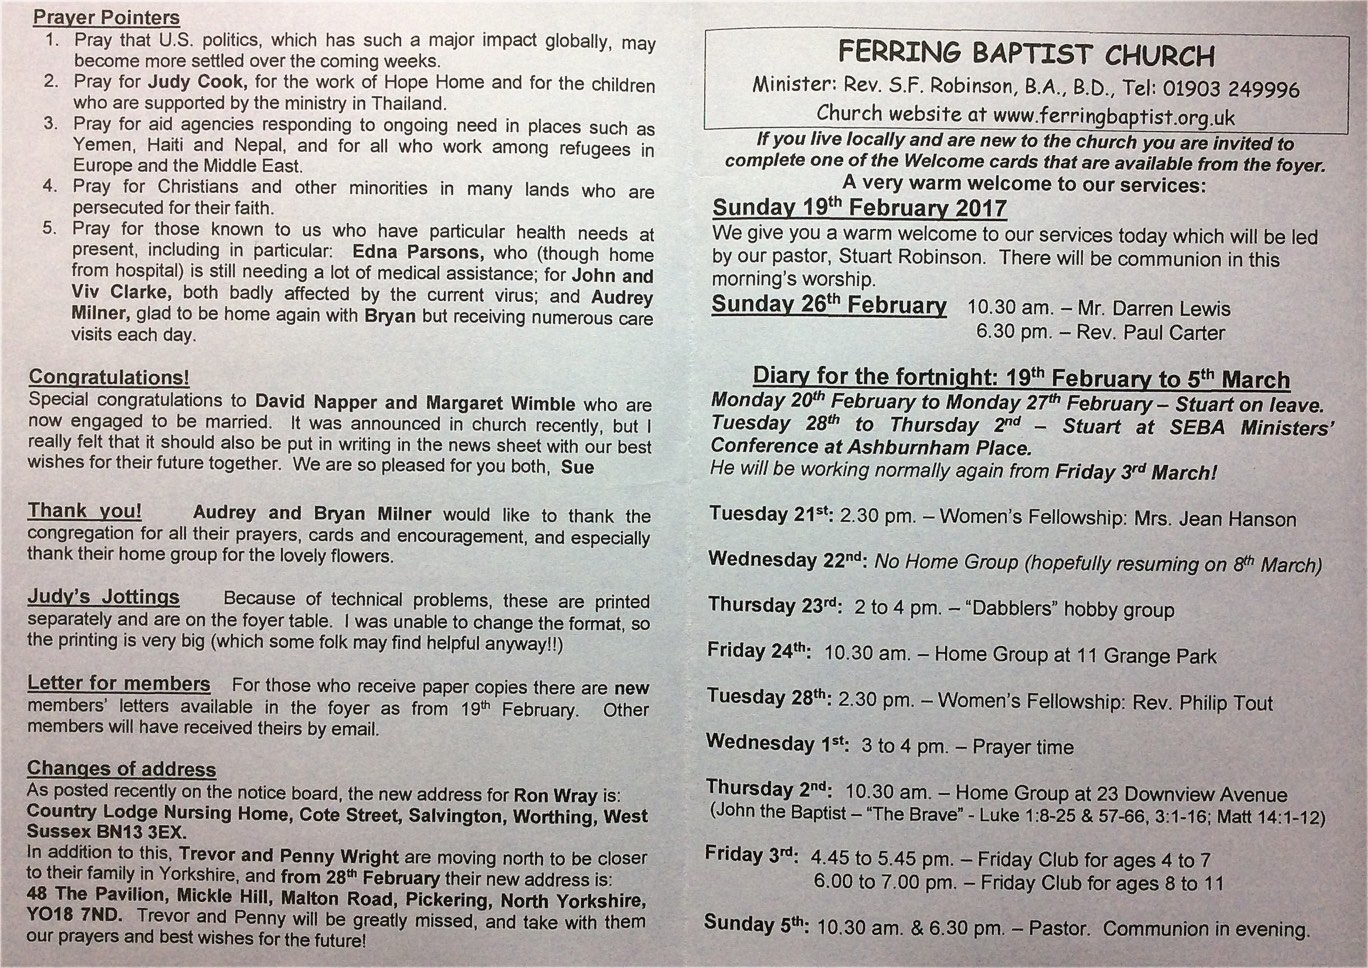 Prayer Pointers
1. Pray that U.S. politics, which has such a major impact globally, may
become more settled over the coming weeks.
2. Pray for Judy Cook, for the work of Hope Home and for the children
who are supported by the ministry in Thailand.
3. Pray for aid agencies responding to ongoing need in places such as
Yemen, Haiti and Nepal, and for all who work among refugees in
Europe and the Middle East.
4. Pray for Christians and other minorities in many lands who are
persecuted for their faith.
5. Pray for those known to us who have particular health needs at
present, including in particular: Edna Parsons, who (though home
from hospital) is still needing a lot of medical assistance; for John and
Viv Clarke, both badly affected by the current virus; and Audrey
Milner, glad to be home again with Bryan but receiving numerous care
visits each day.
Congratulations!
Special congratulations to David Napper and Margaret Wimble who are
now engaged to be married. It was announced in church recently, but I
really felt that it should also be put in writing in the news sheet with our best
wishes for their future together. We are so pleased for you both, Sue
Thank you! Audrey and Bryan Milner would like to thank the
congregation for all their prayers, cards and encouragement, and especially
thank their home group for the lovely flowers.
Judy's Jottings Because of technical problems, these are printed
separately and are on the foyer table. I was unable to change the format, so
the printing is very big (which some folk may find helpful anyway!!)
Letter for members For those who receive paper copies there are new
members' letters available in the foyer as from 19th February. Other
members will have received theirs by email.
Changes of address
As posted recently on the notice board, the new address for Ron Wray is:
Country Lodge Nursing Home, Cote Street, Salvington, Worthing, West
Sussex BN13 3EX.
In addition to this, Trevor and Penny Wright are moving north to be closer
to their family in Yorkshire, and from 28th February their new address is:
48 The Pavilion, Mickle Hill, Malton Road, Pickering, North Yorkshire,
YO18 7ND. Trevor and Penny will be greatly missed, and take with them
our prayers and best wishes for the future!
FERRING BAPTIST CHURCH
Minister: Rev. S.F. Robinson, B.A., B.D., Tel: 01903 249996
Church website at www.ferringbaptist.org.uk
If you live locally and are new to the church you are invited to
complete one of the Welcome cards that are available from the foyer.
A very warm welcome to our services:
Sunday 19th February 2017
We give you a warm welcome to our services today which will be led
by our pastor, Stuart Robinson. There will be communion in this
morning's worship.
Sunday 26th February 10.30 am. – Mr. Darren Lewis
6.30 pm. – Rev. Paul Carter
Diary for the fortnight: 19th February to 5th March
Monday 20th February to Monday 27th February – Stuart on leave.
Tuesday 28th to Thursday 2nd – Stuart at SEBA Ministers'
Conference at Ashburnham Place.
He will be working normally again from Friday 3rd March!
Tuesday 21st: 2.30 pm. – Women's Fellowship: Mrs. Jean Hanson
Wednesday 22nd: No Home Group (hopefully resuming on 8th March)
Thursday 23rd: 2 to 4 pm. – "Dabblers" hobby group
Friday 24th: 10.30 am. – Home Group at 11 Grange Park
Tuesday 28th: 2.30 pm. – Women's Fellowship: Rev. Philip Tout
Wednesday 1st: 3 to 4 pm. – Prayer time
Thursday 2nd: 10.30 am. – Home Group at 23 Downview Avenue
(John the Baptist – "The Brave" - Luke 1:8-25 & 57-66, 3:1-16; Matt 14:1-12)
Friday 3rd: 4.45 to 5.45 pm. – Friday Club for ages 4 to 7
6.00 to 7.00 pm. – Friday Club for ages 8 to 11
Sunday 5th: 10.30 am. & 6.30 pm. – Pastor. Communion in evening.